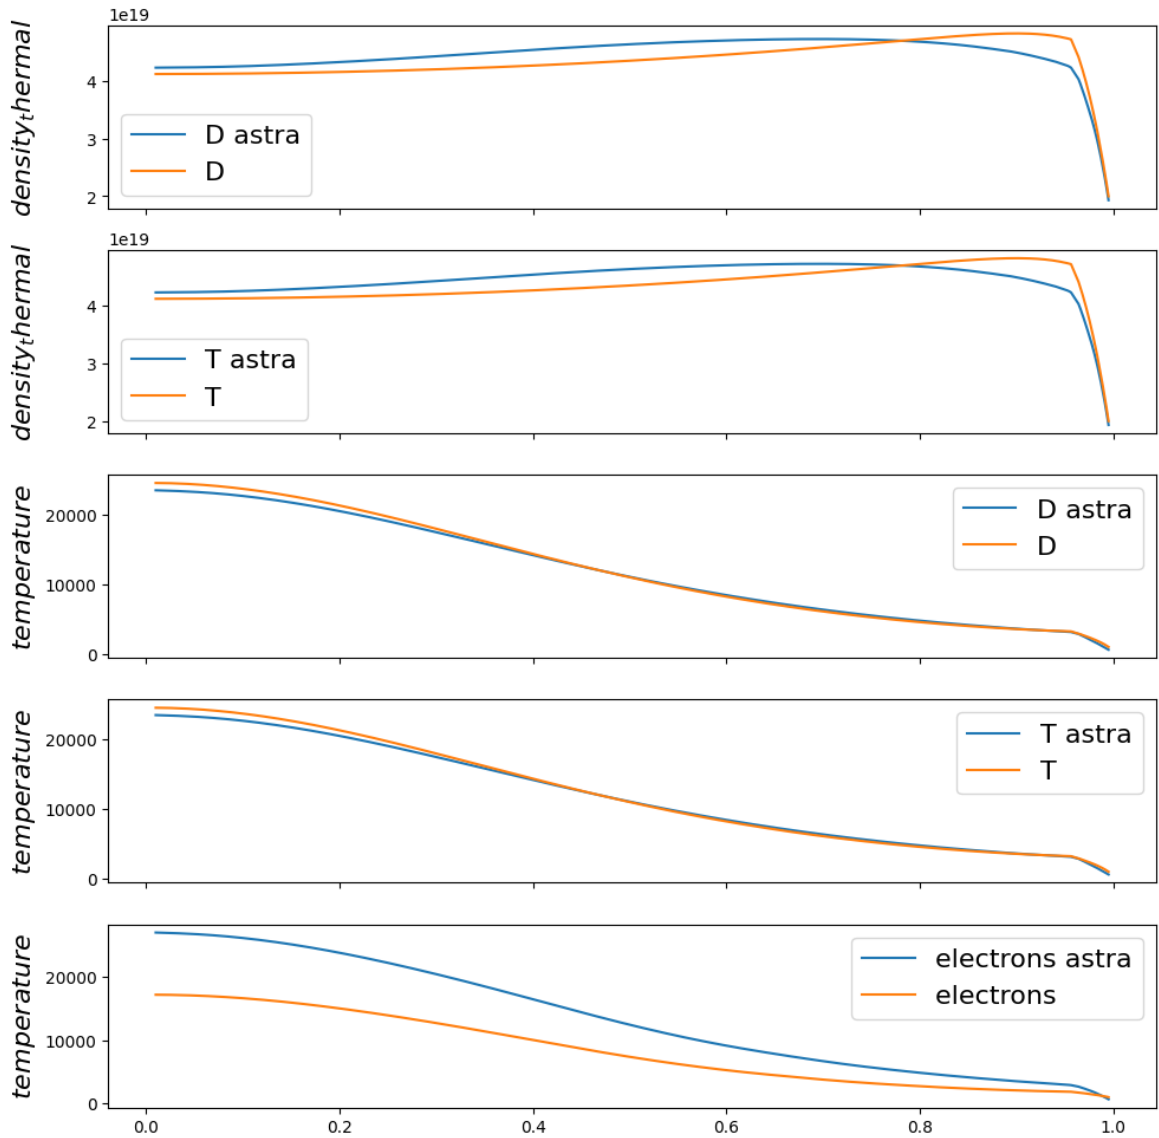 1e19
density_thermal
4
3
2
D astra
D
1e19
density_thermal
4
3
2
T astra
T
temperature
20000
10000
0
D astra
D
temperature
20000
10000
0
T astra
T
temperature
20000
10000
0
electrons astra
electrons
0.0 0.2 0.4 0.6 0.8 1.0